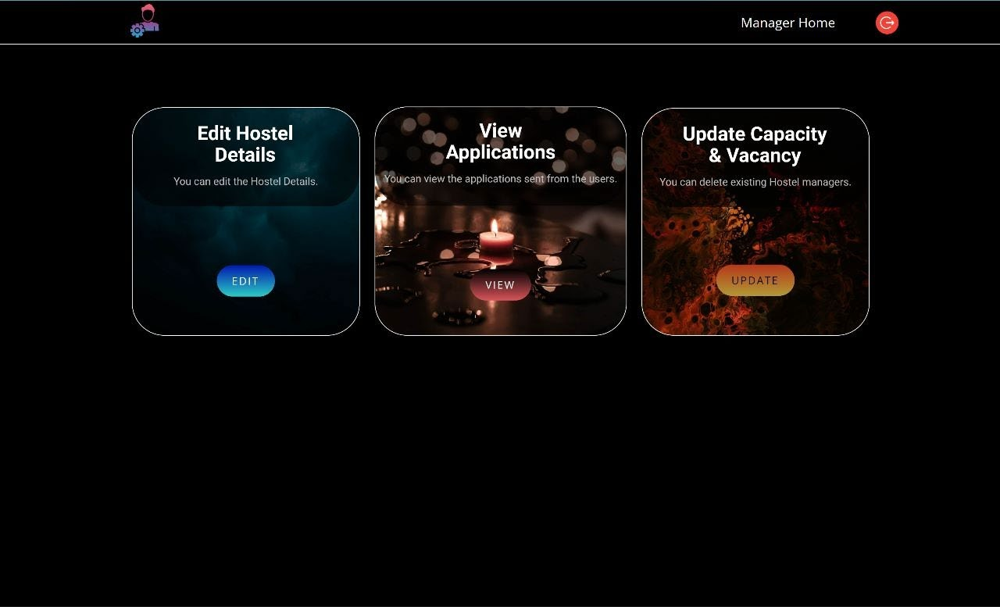 Manager Home
Edit Hostel
Details
You can edit the Hostel Details.
EDIT
View
Applications
You can view the applications sent from the users.
VIEW
Update Capacity
& Vacancy
You can delete existing Hostel managers.
UPDATE